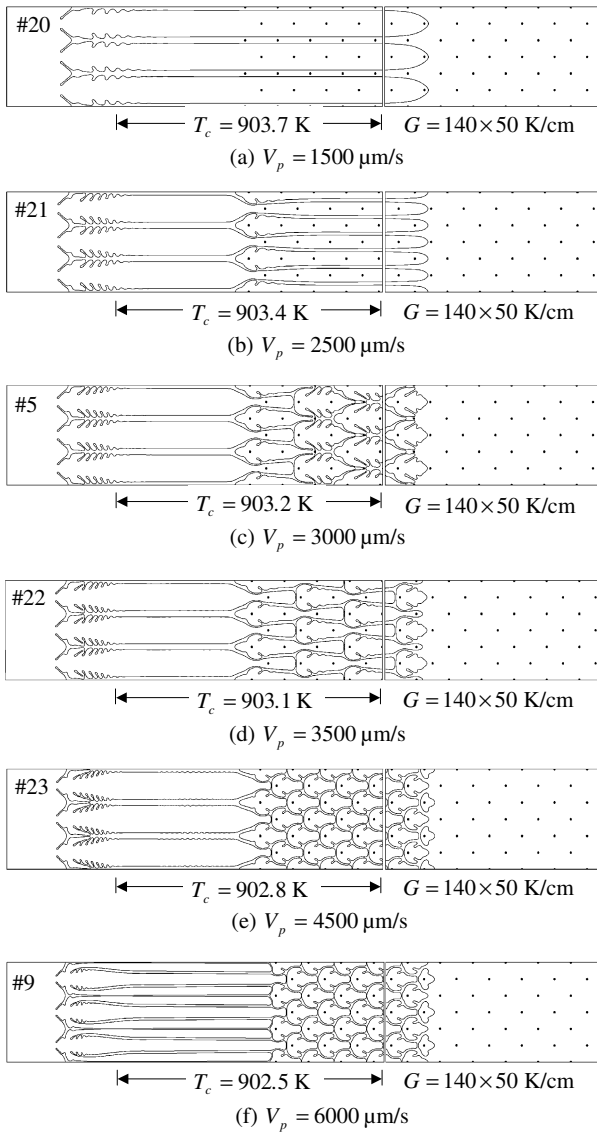 #20
T_c = 903.7 K G = 140×50 K/cm
(a) V_p = 1500 μm/s
#21
T_c = 903.4 K G = 140×50 K/cm
(b) V_p = 2500 μm/s
#5
T_c = 903.2 K G = 140×50 K/cm
(c) V_p = 3000 μm/s
#22
T_c = 903.1 K G = 140×50 K/cm
(d) V_p = 3500 μm/s
#23
T_c = 902.8 K G = 140×50 K/cm
(e) V_p = 4500 μm/s
#9
T_c = 902.5 K G = 140×50 K/cm
(f) V_p = 6000 μm/s